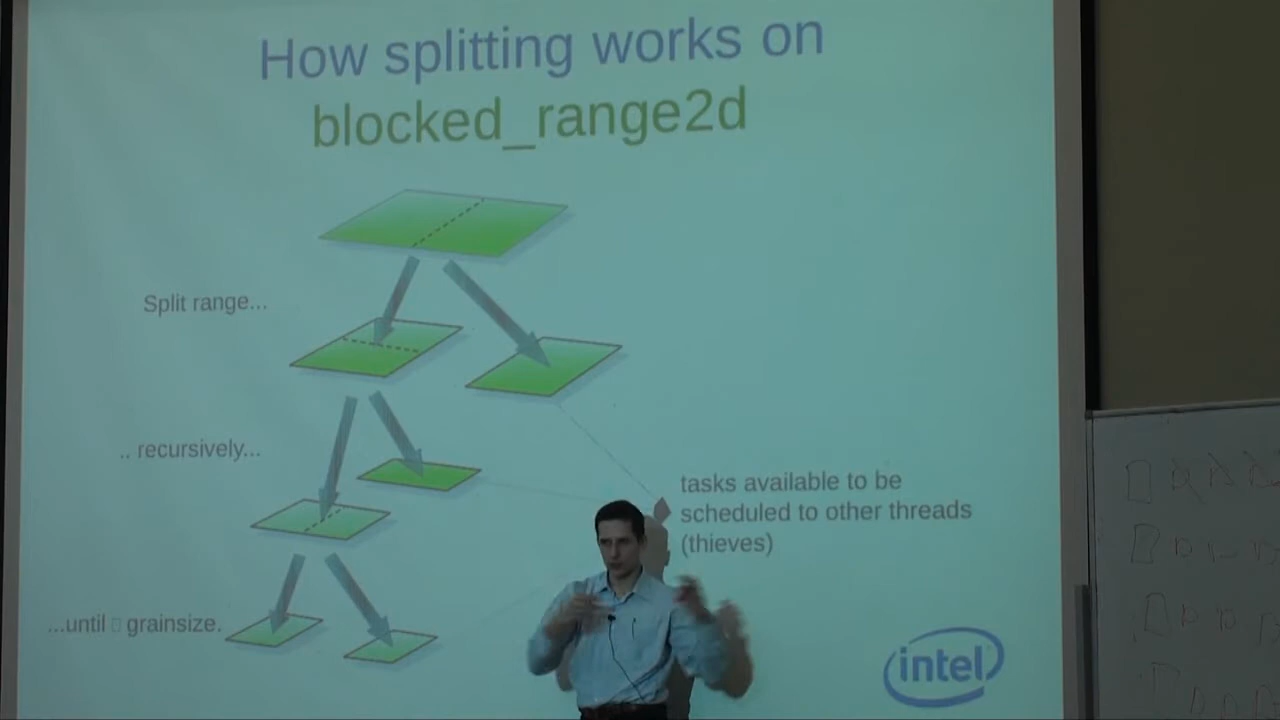 How splitting works on
blocked_range2d
Split range...
.. recursively...
tasks available to be
scheduled to other threads
(thieves)
...until grainsize.
intel